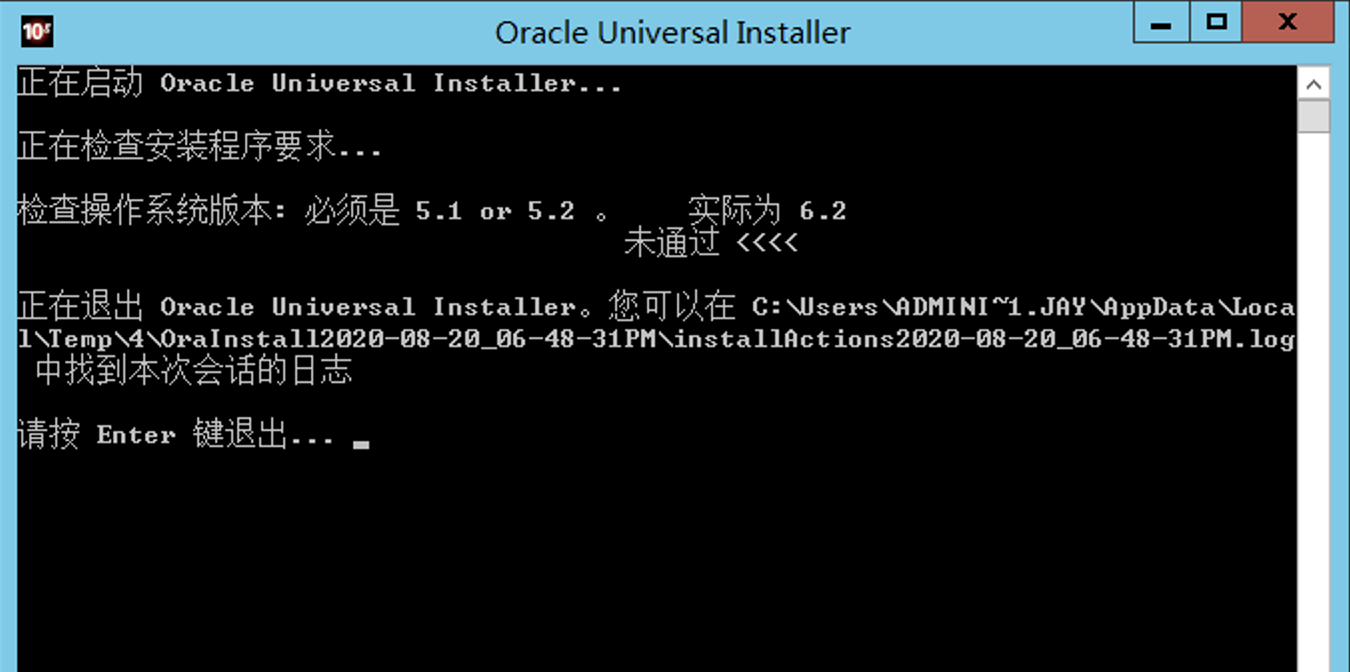 10g
Oracle Universal Installer
正在启动 Oracle Universal Installer...
正在检查安装程序要求...
检查操作系统版本: 必须是 5.1 or 5.2 。 实际为 6.2
未通过 <<<<
正在退出 Oracle Universal Installer。您可以在 C:\Users\ADMINI~1.JAY\AppData\Loca
l\Temp\4\OraInstall2020-08-20_06-48-31PM\installActions2020-08-20_06-48-31PM.log
中找到本次会话的日志
请按 Enter 键退出... _